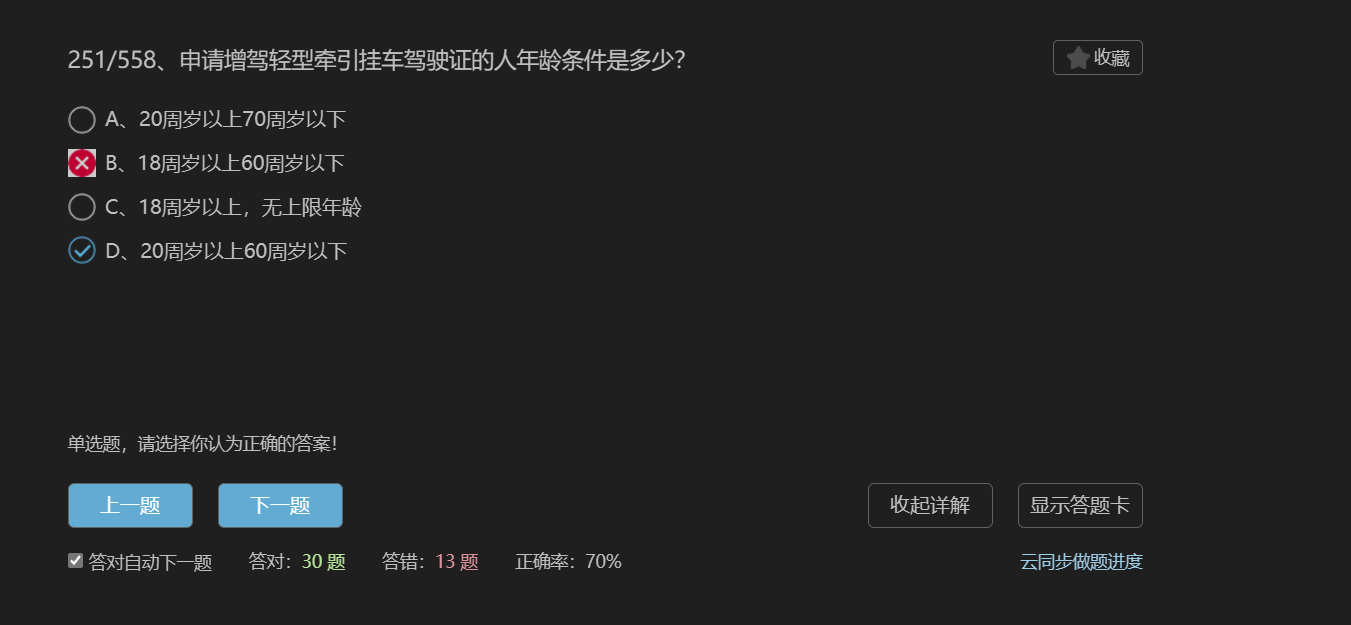 251/558、申请增驾轻型牵引挂车驾驶证的人年龄条件是多少？
收藏
A、20周岁以上70周岁以下
B、18周岁以上60周岁以下
C、18周岁以上，无上限年龄
D、20周岁以上60周岁以下
单选题，请选择你认为正确的答案！
上一题 下一题 收起详解 显示答题卡
答对自动下一题 答对：30 题 答错：13 题 正确率：70% 云同步做题进度